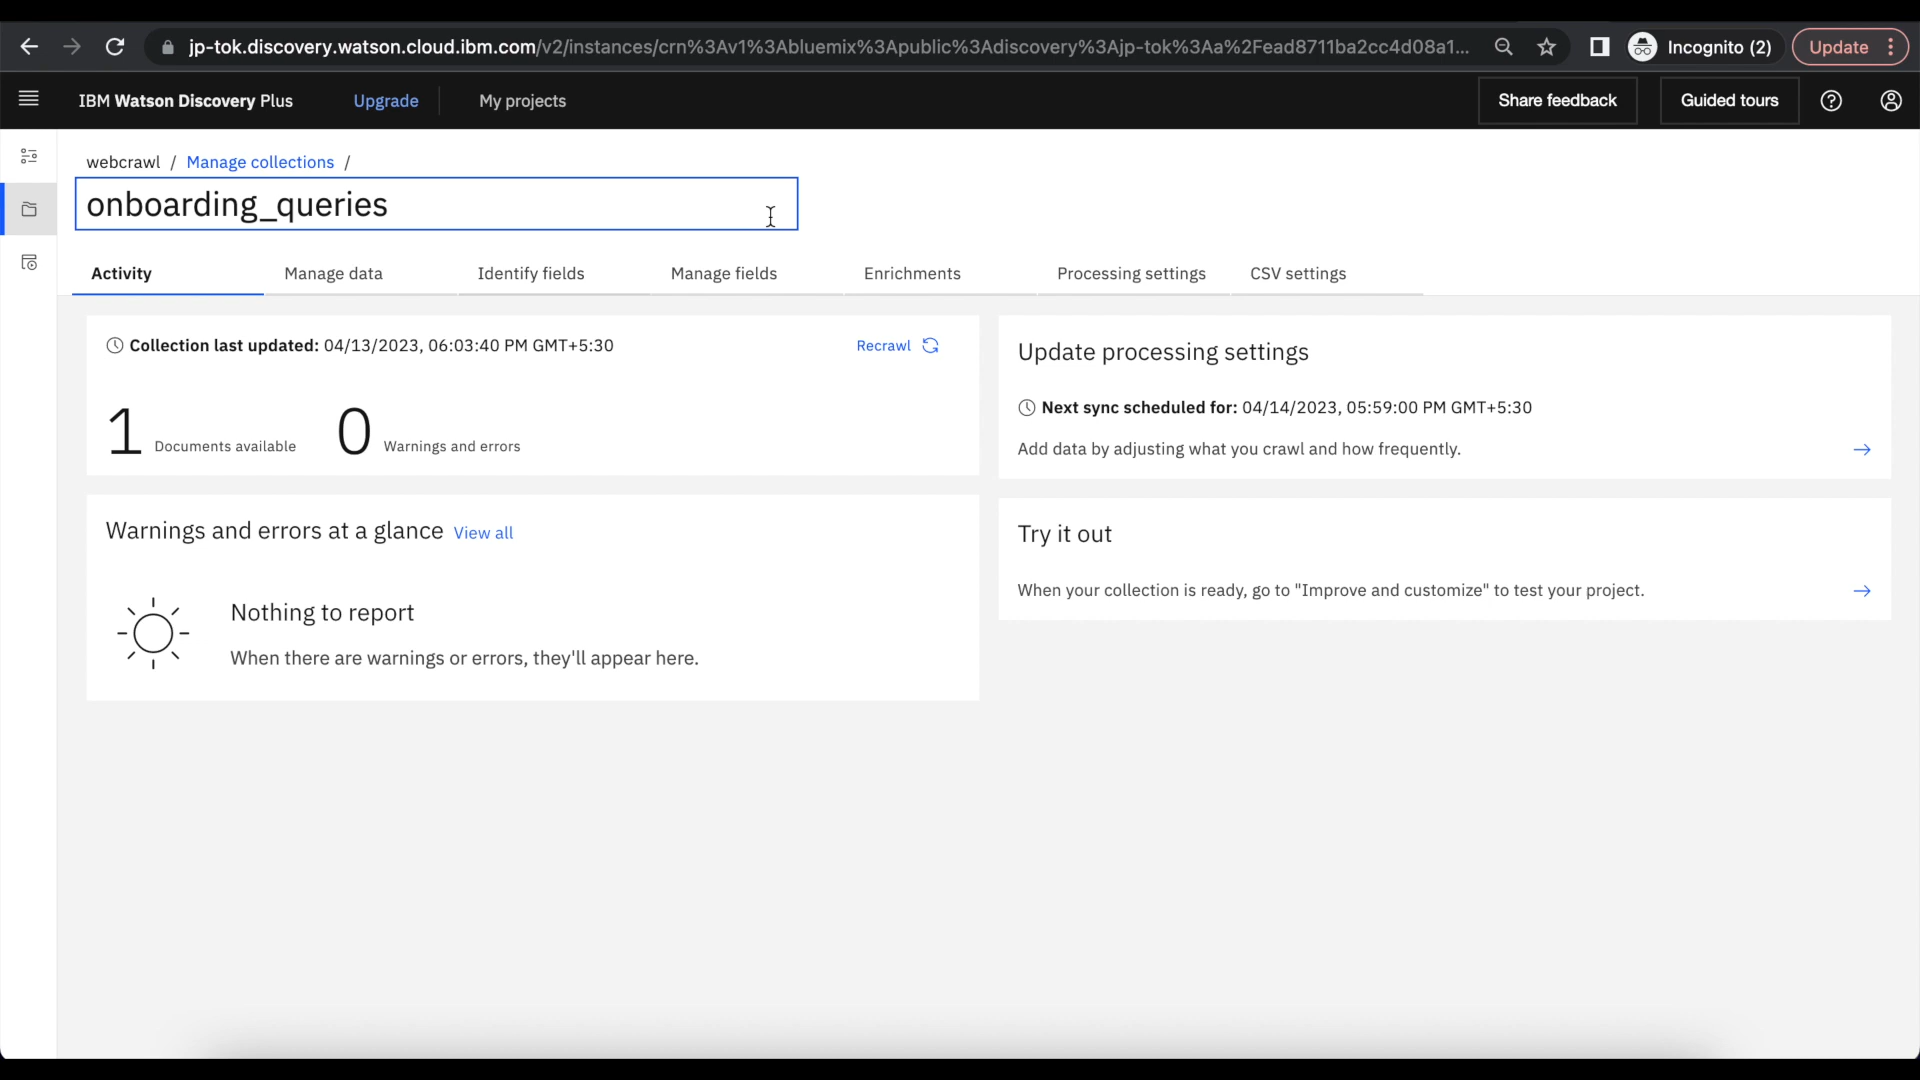 jp-tok.discovery.watson.cloud.ibm.com/v2/instances/crn%3Av1%3Abluemix%3Apublic%3Adiscovery%3Ajp-tok%3Aa%2Fead8711ba2cc4d08a1...
Incognito (2)
Update
IBM Watson Discovery Plus
Upgrade
My projects
Share feedback
Guided tours
webcrawl / Manage collections /
onboarding_queries
Activity
Manage data
Identify fields
Manage fields
Enrichments
Processing settings
CSV settings
Collection last updated: 04/13/2023, 06:03:40 PM GMT+5:30
Recrawl
1 Documents available
0 Warnings and errors
Warnings and errors at a glance View all
Nothing to report
When there are warnings or errors, they'll appear here.
Update processing settings
Next sync scheduled for: 04/14/2023, 05:59:00 PM GMT+5:30
Add data by adjusting what you crawl and how frequently.
Try it out
When your collection is ready, go to "Improve and customize" to test your project.